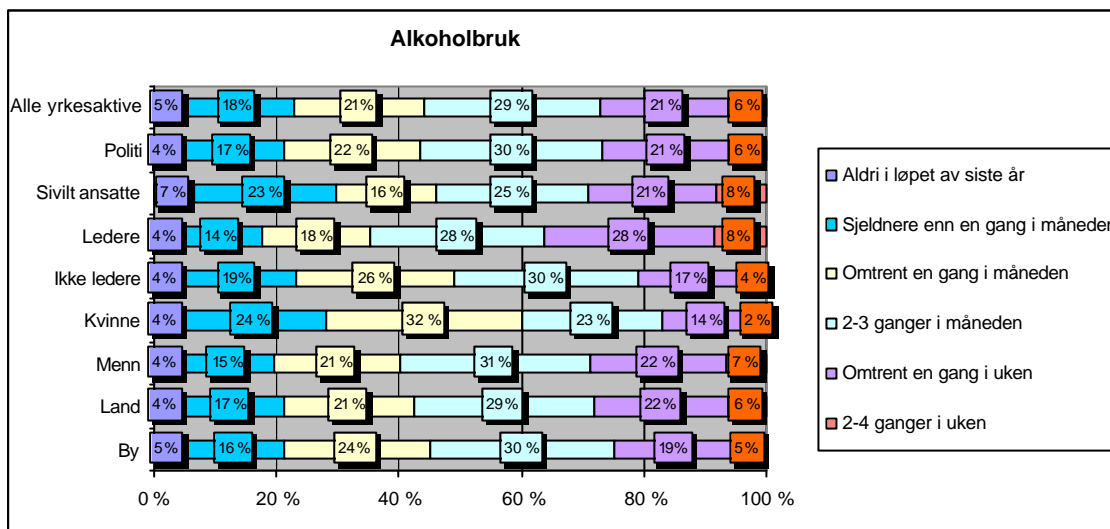 Alkoholbruk
Alle yrkesaktive 5 % 18 % 21 % 29 % 21 % 6 %
Politi 4 % 17 % 22 % 30 % 21 % 6 %
Sivilt ansatte 7 % 23 % 16 % 25 % 21 % 8 %
Ledere 4 % 14 % 18 % 28 % 28 % 8 %
Ikke ledere 4 % 19 % 26 % 30 % 17 % 4 %
Kvinne 4 % 24 % 32 % 23 % 14 % 2 %
Menn 4 % 15 % 21 % 31 % 22 % 7 %
Land 4 % 17 % 21 % 29 % 22 % 6 %
By 5 % 16 % 24 % 30 % 19% 5 %
0 % 20 % 40 % 60 % 80 % 100 %
Aldri i løpet av siste år
Sjeldnere enn en gang i måneden
Omtrent en gang i måneden
2-3 ganger i måneden
Omtrent en gang i uken
2-4 ganger i uken